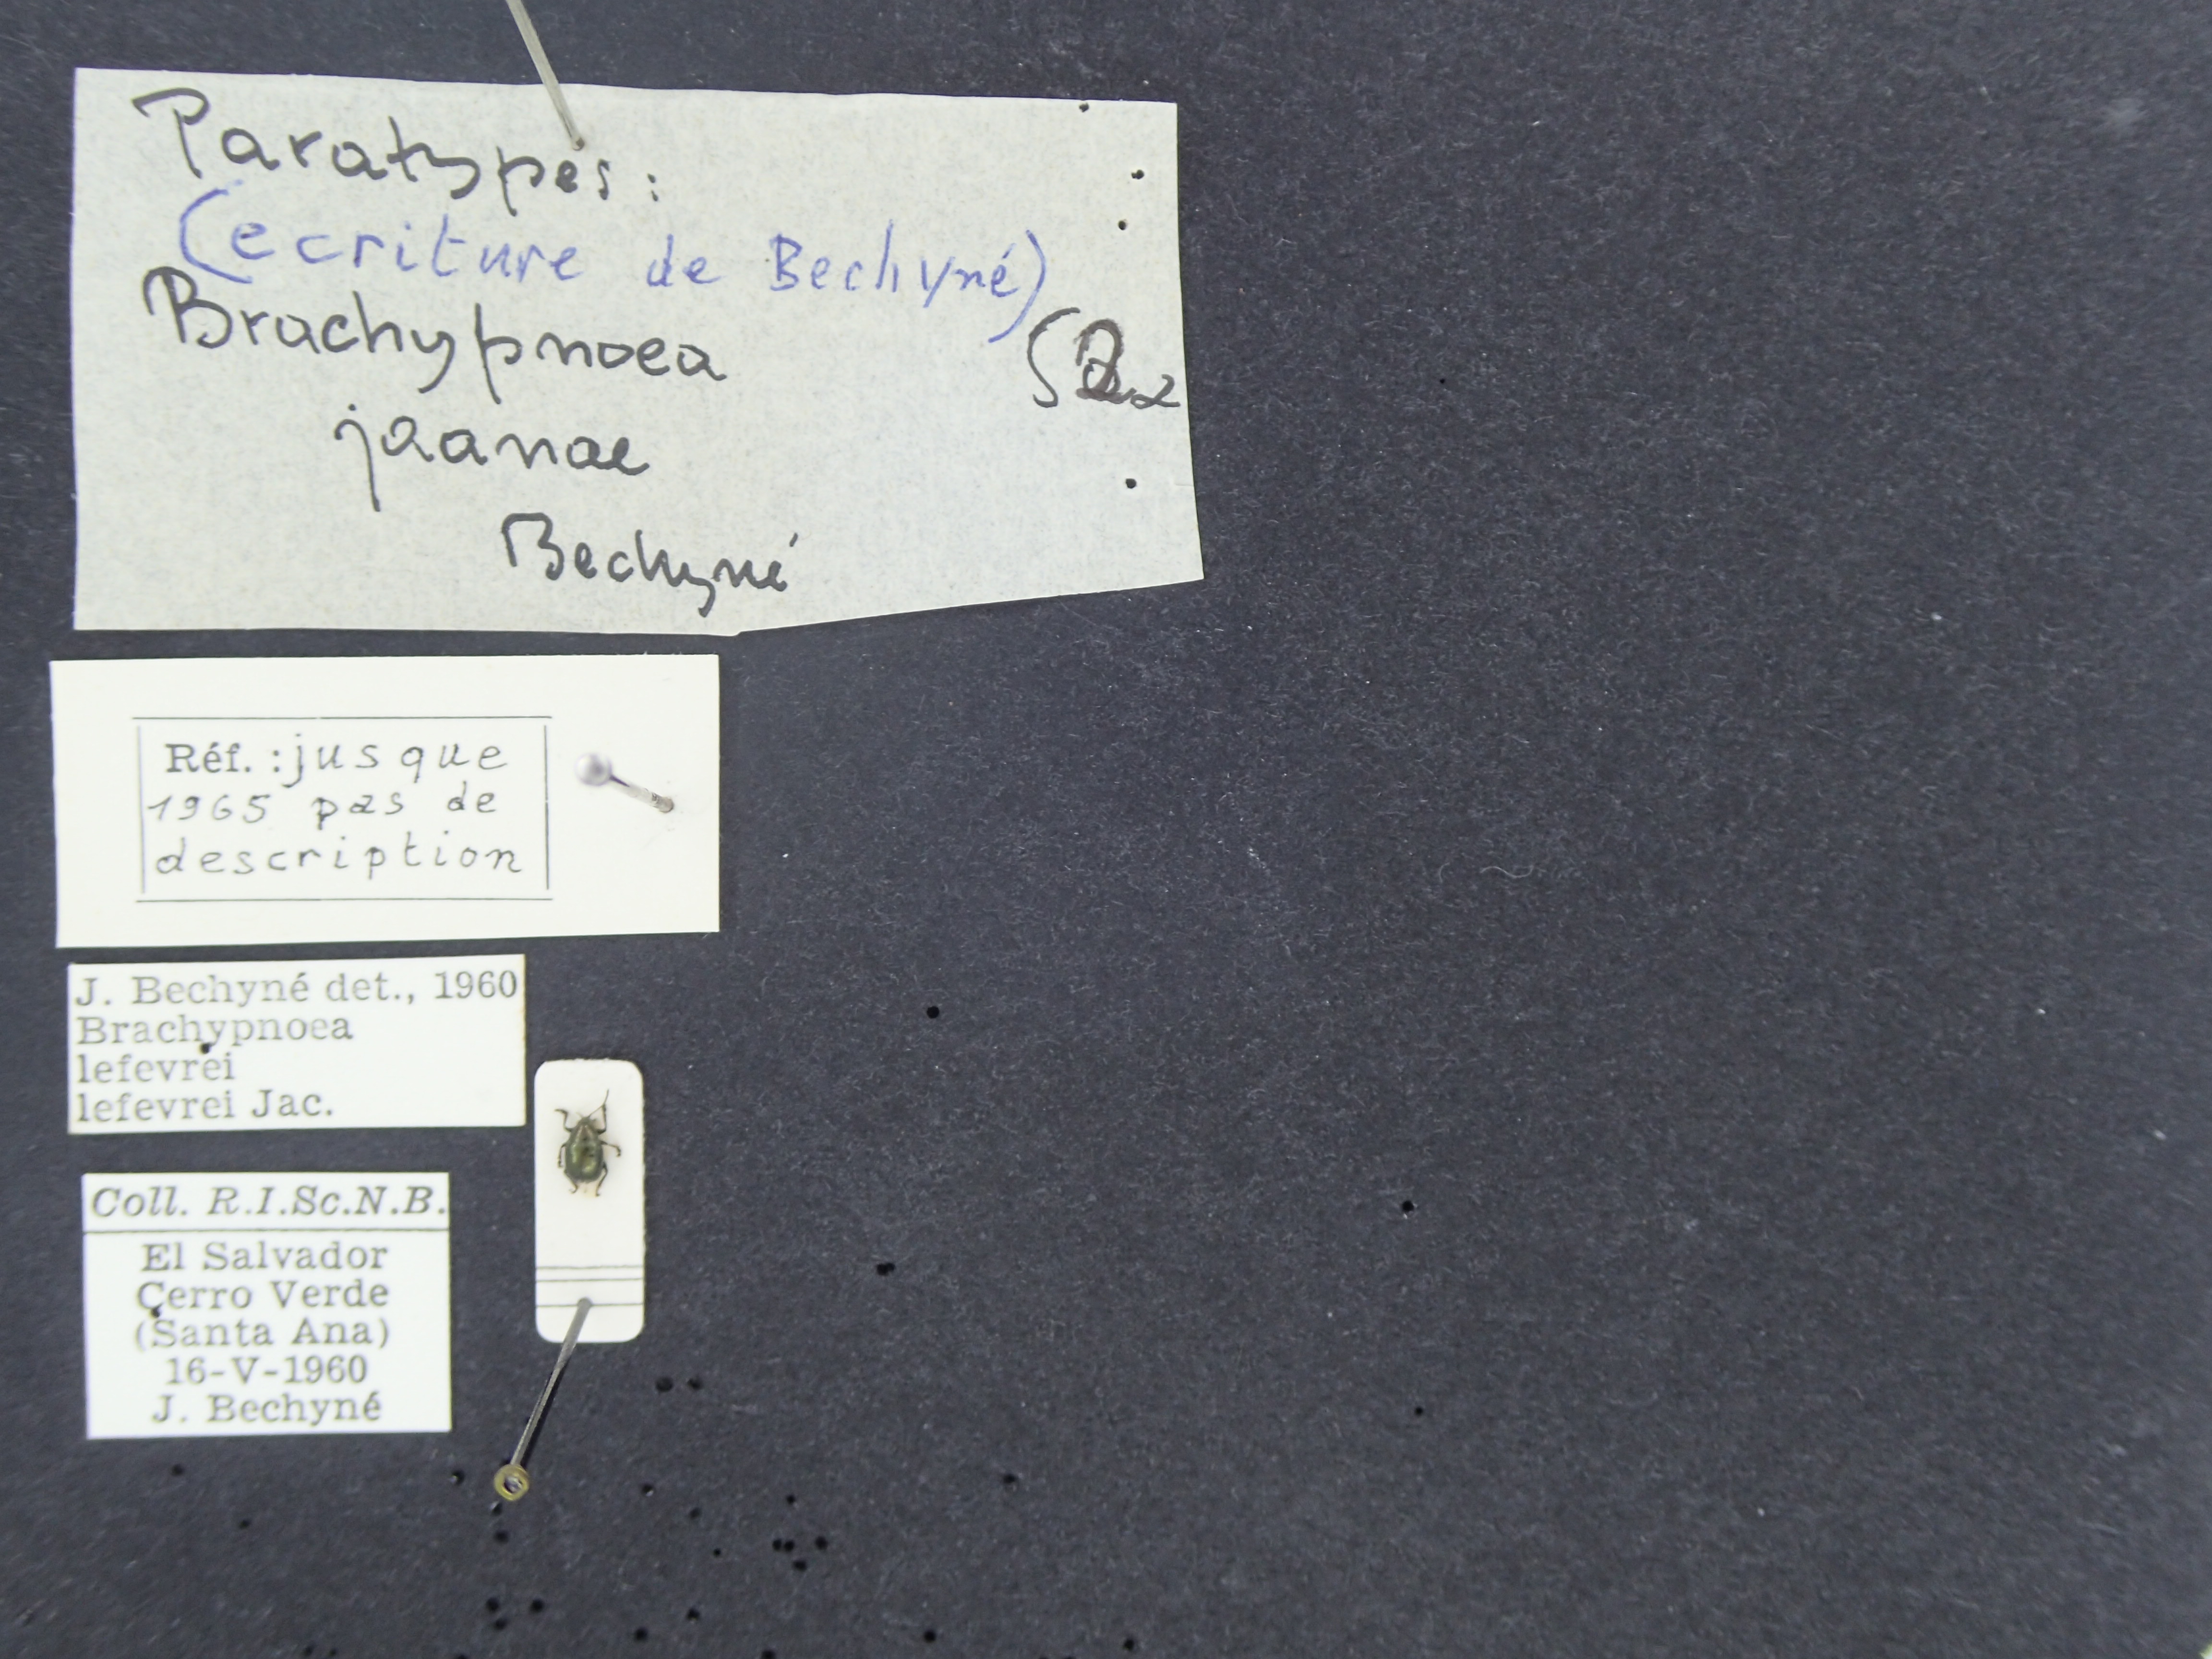 Paratypes:
(ecriture de Bechyné)
Brachypnoea
jaanae
Bechyné
Réf.: jusque
1965 pas de
description
J. Bechyné det., 1960
Brachypnoea
lefevrei
lefevrei Jac.
Coll. R.I.Sc.N.B.
El Salvador
Cerro Verde
(Santa Ana)
16-V-1960
J. Bechyné